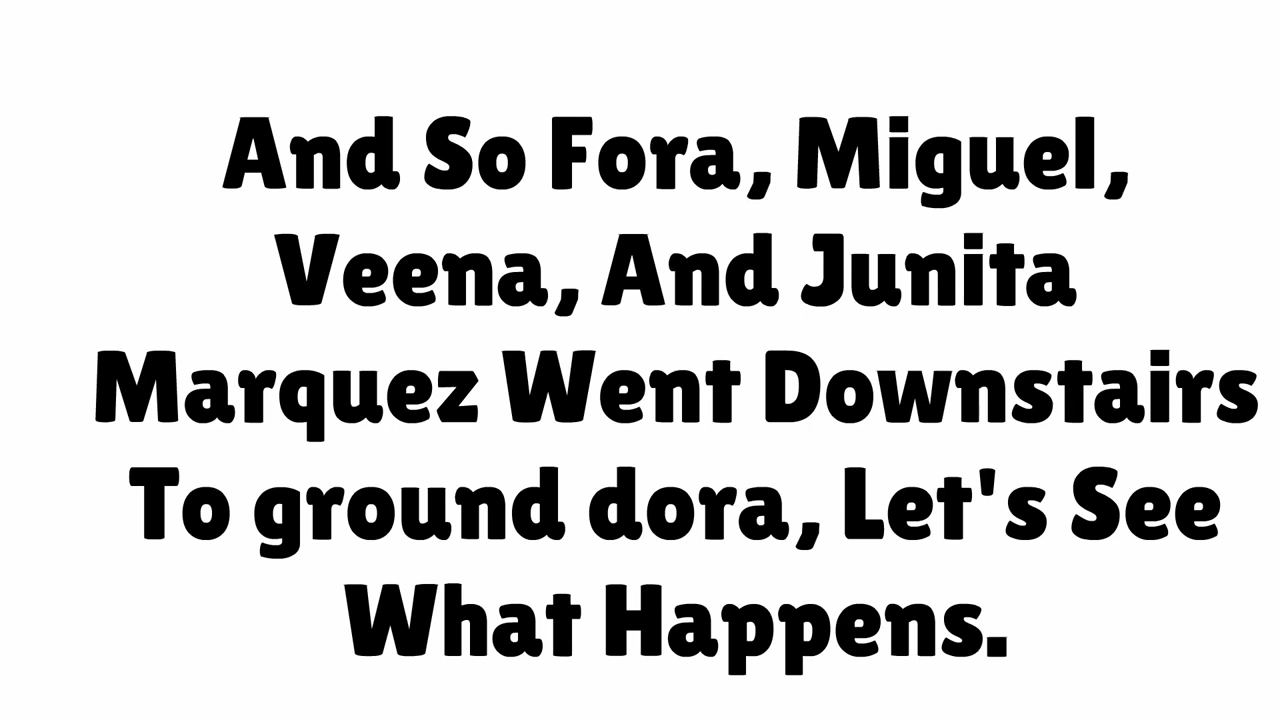 And So Fora, Miguel,
Veena, And Junita
Marquez Went Downstairs
To ground dora, Let's See
What Happens.